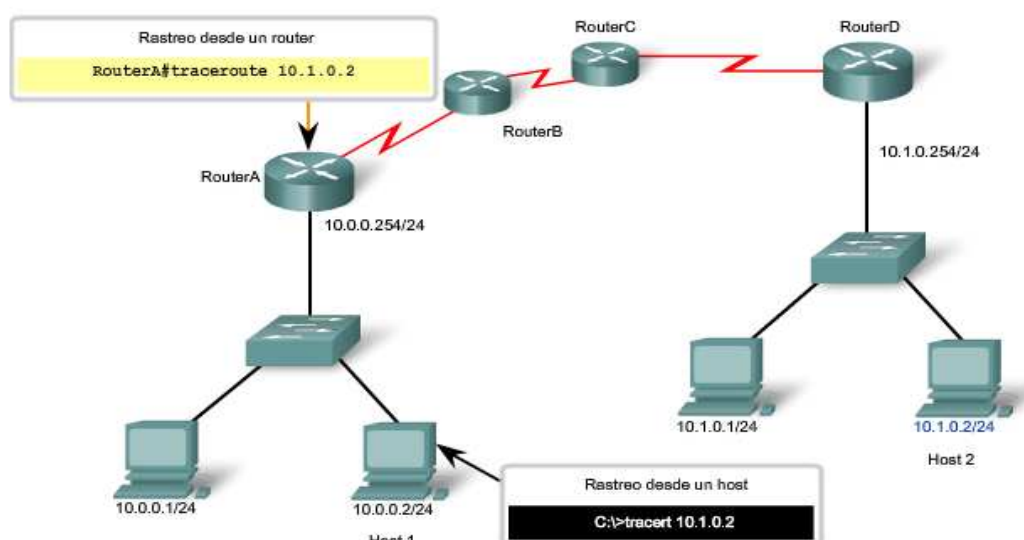 Rastreo desde un router
RouterA#traceroute 10.1.0.2
RouterC
RouterD
RouterB
RouterA
10.0.0.254/24
10.1.0.254/24
10.0.0.1/24
10.0.0.2/24
Host 1
10.1.0.1/24
10.1.0.2/24
Host 2
Rastreo desde un host
C:\>tracert 10.1.0.2